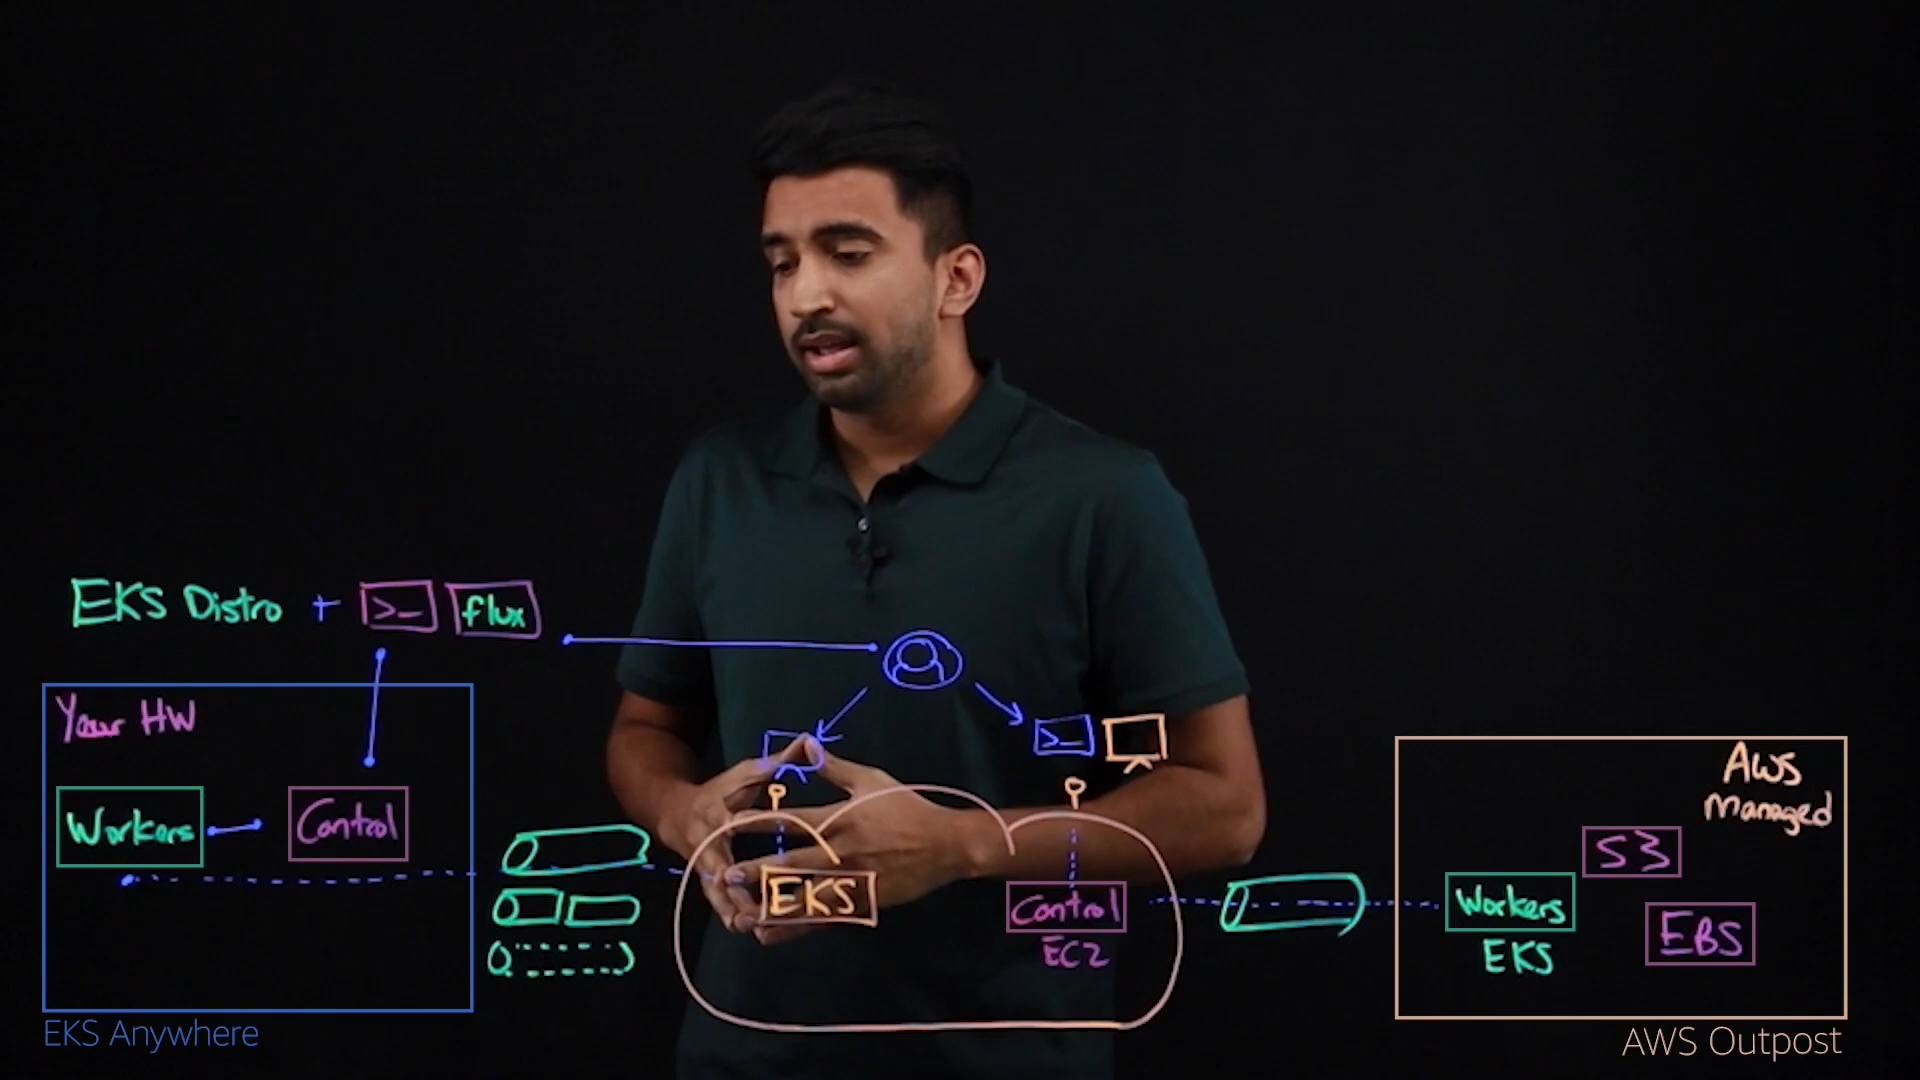 EKS Distro + >_ flux
Your HW
Workers
Control
EKS Anywhere
>_
EKS
Control
EC2
AWS
Managed
S3
Workers
EKS
EBS
AWS Outpost